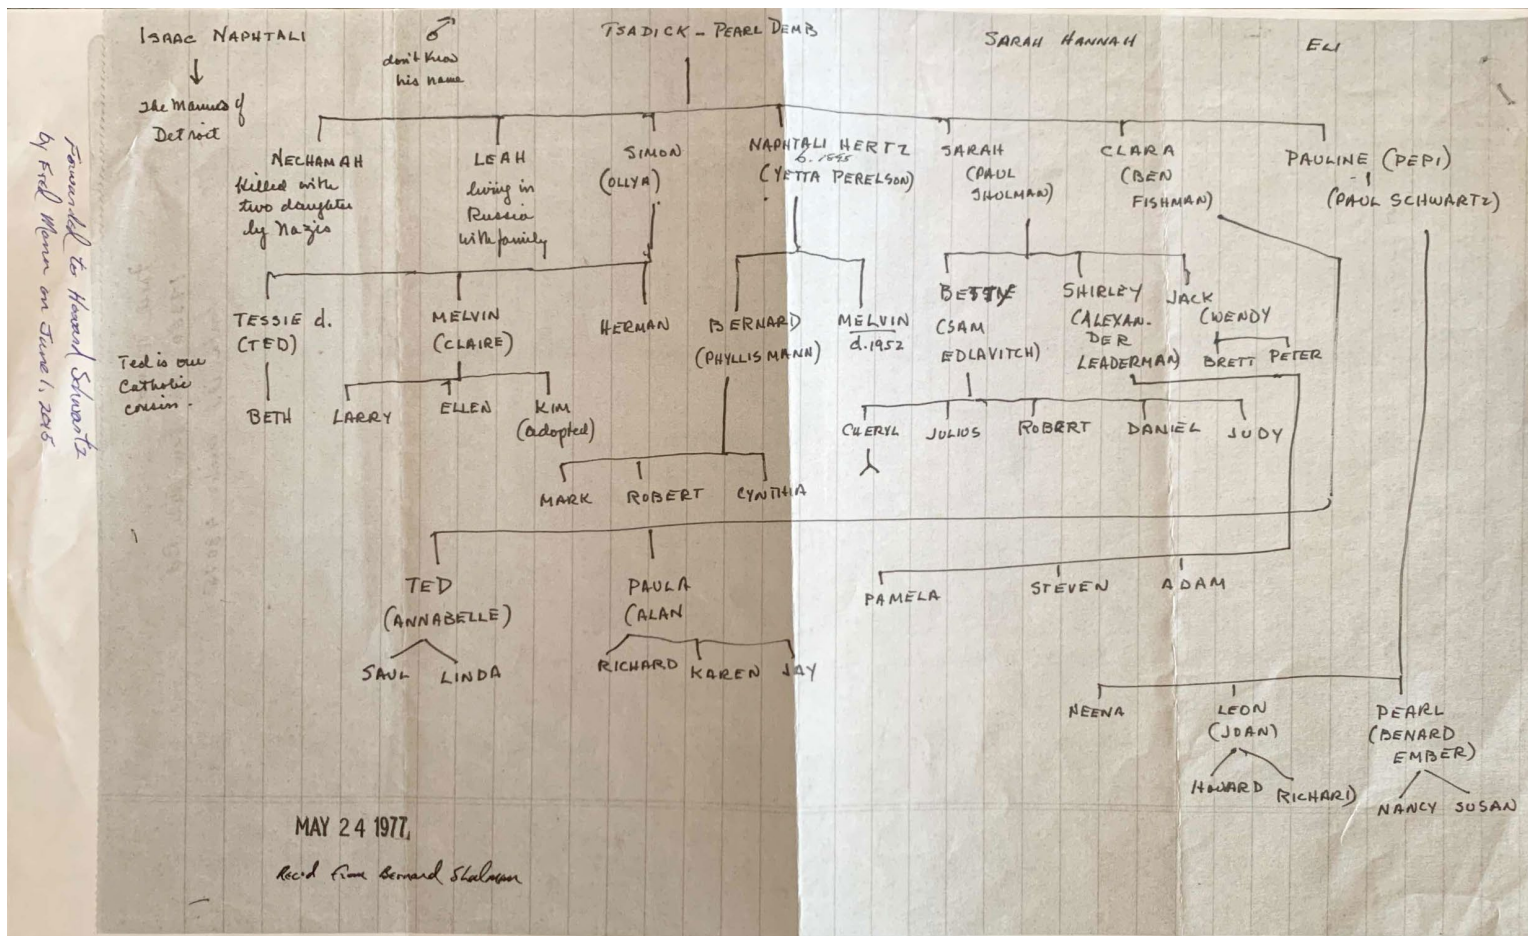 ISAAC NAPHTALI
don't know
his name
TSADICK - PEARL DEMB
SARAH HANNAH
ELI
The Manns of
Detroit
NECHAMAH
killed with
two daughter
by Nazis
LEAH
living in
Russia
with family
SIMON
(OLLYA)
NAPHTALI HERTZ
(YETTA PERELSON)
SARAH
(PAUL
SHULMAN)
CLARA
(BEN
FISHMAN)
PAULINE (PEPI)
(PAUL SCHWARTZ)
TESSIE d.
(TED)
MELVIN
(CLAIRE)
HERMAN
BERNARD
(PHYLLIS MANN)
MELVIN
d. 1952
(SAM
EDLAVITCH)
SHIRLEY
(ALEXAN-
DER
LEADERMAN)
JACK
(WENDY
BRETT
PETER
Ted is our
Catholic
cousin.
BETH
LARRY
ELLEN
KIM
(adopted)
CHERYL
JULIUS
ROBERT
DANIEL
JUDY
MARK
ROBERT
CYNTHIA
TED
(ANNABELLE)
PAULA
(ALAN
PAMELA
STEVEN
ADAM
SAUL
LINDA
RICHARD
KAREN
JAY
NEENA
LEON
(JOAN)
PEARL
(BENARD
EMBER)
HOWARD
RICHARD
NANCY
SUSAN
MAY 24 1977
Rec'd from Bernard Shulman
Forwarded to Howard Schwartz
by Fred Mann on June 1, 2015